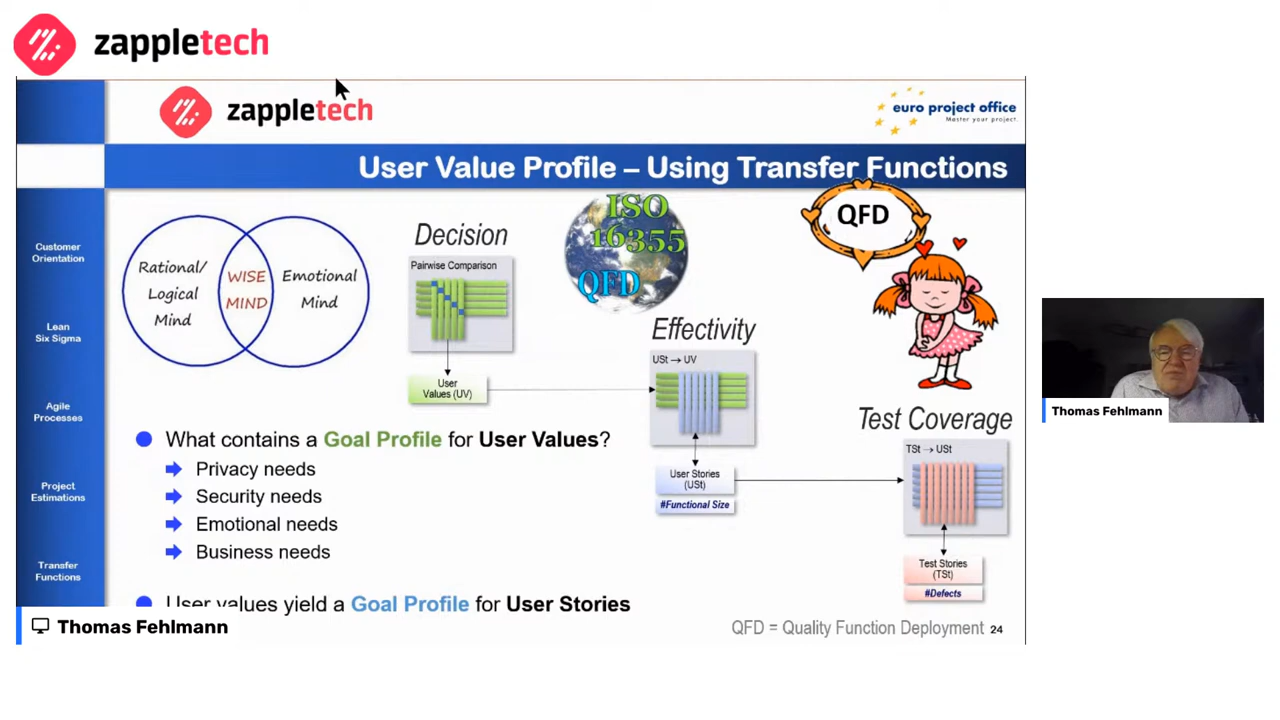 zappletech
zappletech
euro project office
Master your project.
User Value Profile – Using Transfer Functions
Customer
Orientation
Lean
Six Sigma
Agile
Processes
Project
Estimations
Transfer
Functions
Rational/
Logical
Mind
WISE
MIND
Emotional
Mind
Decision
Pairwise Comparison
User
Values (UV)
ISO
16355
QFD
QFD
Effectivity
USt → UV
User Stories
(USt)
#Functional Size
Test Coverage
TSt → USt
Test Stories
(TSt)
#Defects
What contains a Goal Profile for User Values?
Privacy needs
Security needs
Emotional needs
Business needs
User values yield a Goal Profile for User Stories
Thomas Fehlmann
QFD = Quality Function Deployment 24
Thomas Fehlmann